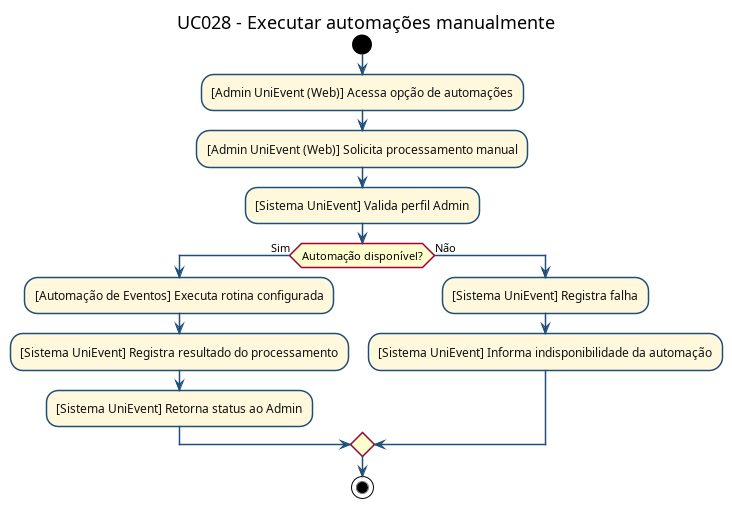 UC028 - Executar automações manualmente
[Admin UniEvent (Web)] Acessa opção de automações
[Admin UniEvent (Web)] Solicita processamento manual
[Sistema UniEvent] Valida perfil Admin
Sim
Automação disponível?
Não
[Automação de Eventos] Executa rotina configurada
[Sistema UniEvent] Registra falha
[Sistema UniEvent] Registra resultado do processamento
[Sistema UniEvent] Informa indisponibilidade da automação
[Sistema UniEvent] Retorna status ao Admin